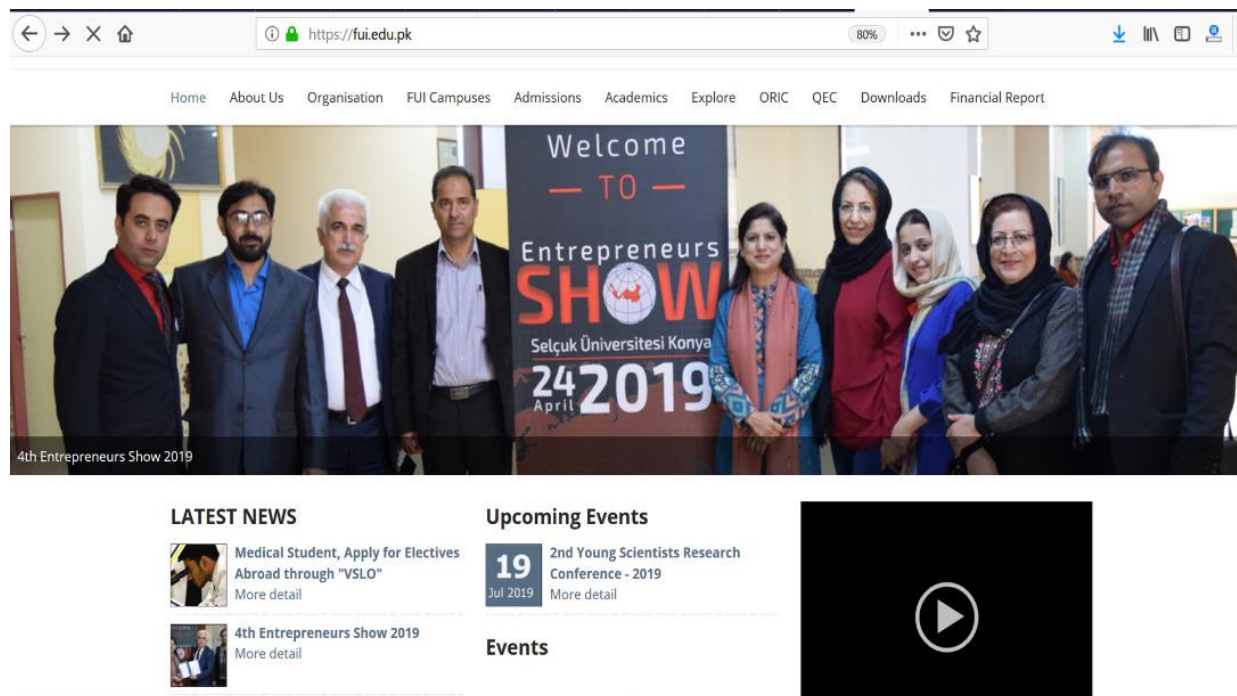 https://fui.edu.pk
80%
Home About Us Organisation FUI Campuses Admissions Academics Explore ORIC QEC Downloads Financial Report
Welcome
— TO —
Entrepreneurs
SHOW
Selçuk Üniversitesi Konya
24 April 2019
4th Entrepreneurs Show 2019
LATEST NEWS
Medical Student, Apply for Electives
Abroad through "VSLO"
More detail
4th Entrepreneurs Show 2019
More detail
Upcoming Events
19
Jul 2019
2nd Young Scientists Research
Conference - 2019
More detail
Events